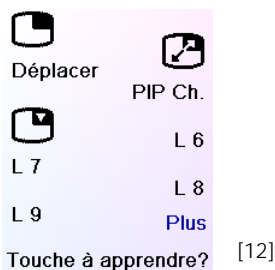 Déplacer
PIP Ch.
L 7
L 6
L 9
L 8
Plus
Touche à apprendre?
[12]